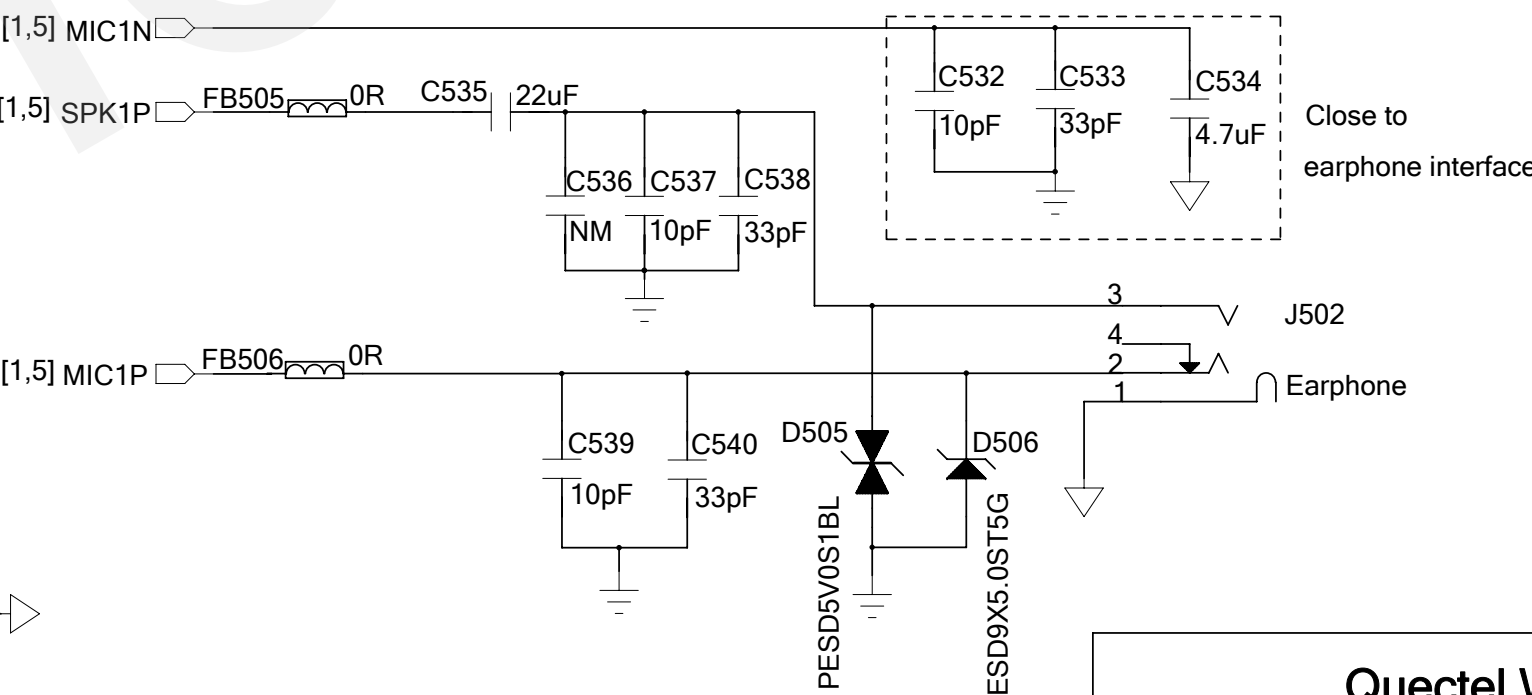 [1,5] MIC1N
C532
10pF
C533
33pF
C534
4.7uF
Close to
earphone interface
[1,5] SPK1P
FB505
0R
C535
22uF
C536
NM
C537
10pF
C538
33pF
3
4
2
1
J502
Earphone
[1,5] MIC1P
FB506
0R
C539
10pF
C540
33pF
D505
PESD5V0S1BL
D506
ESD9X5.0ST5G
Quectel